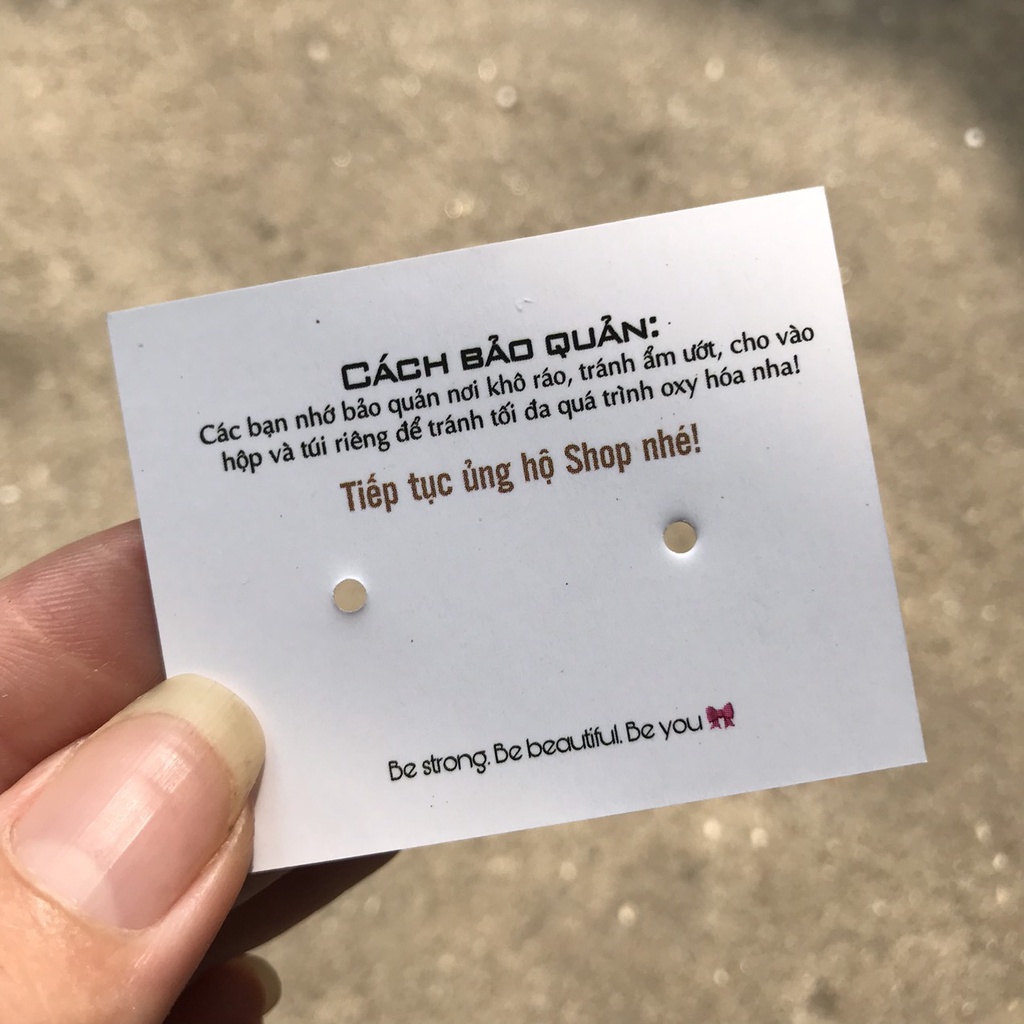 CÁCH BẢO QUẢN:
Các bạn nhớ bảo quản nơi khô ráo, tránh ẩm ướt, cho vào
hộp và túi riêng để tránh tối đa quá trình oxy hóa nha!
Tiếp tục ủng hộ Shop nhé!
Be strong. Be beautiful. Be you 🎀